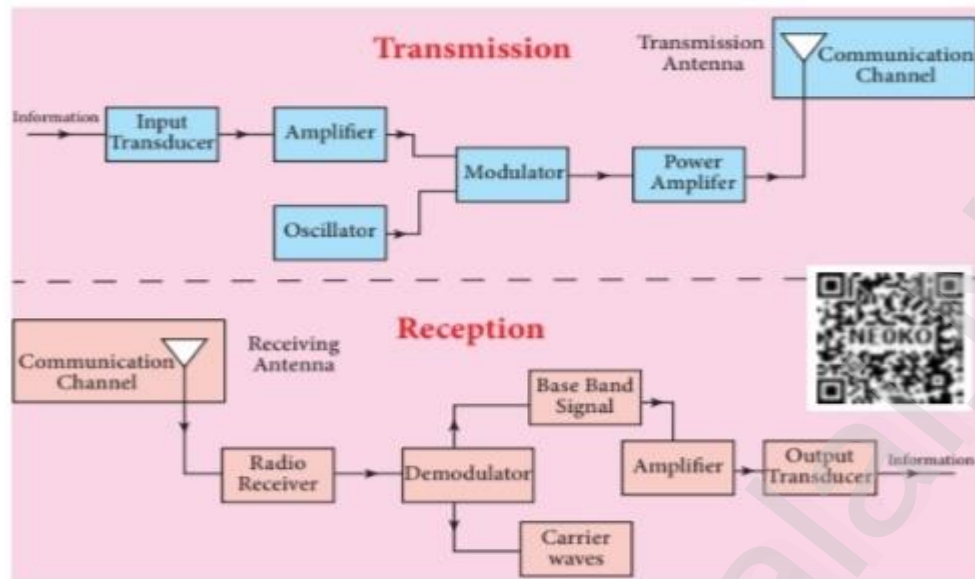 Transmission
Transmission
Antenna
Communication
Channel
Information
Input
Transducer
Amplifier
Modulator
Power
Amplifer
Oscillator
NEOKO
Reception
Communication
Channel
Receiving
Antenna
Base Band
Signal
Radio
Receiver
Demodulator
Amplifier
Output
Transducer
Information
Carrier
waves